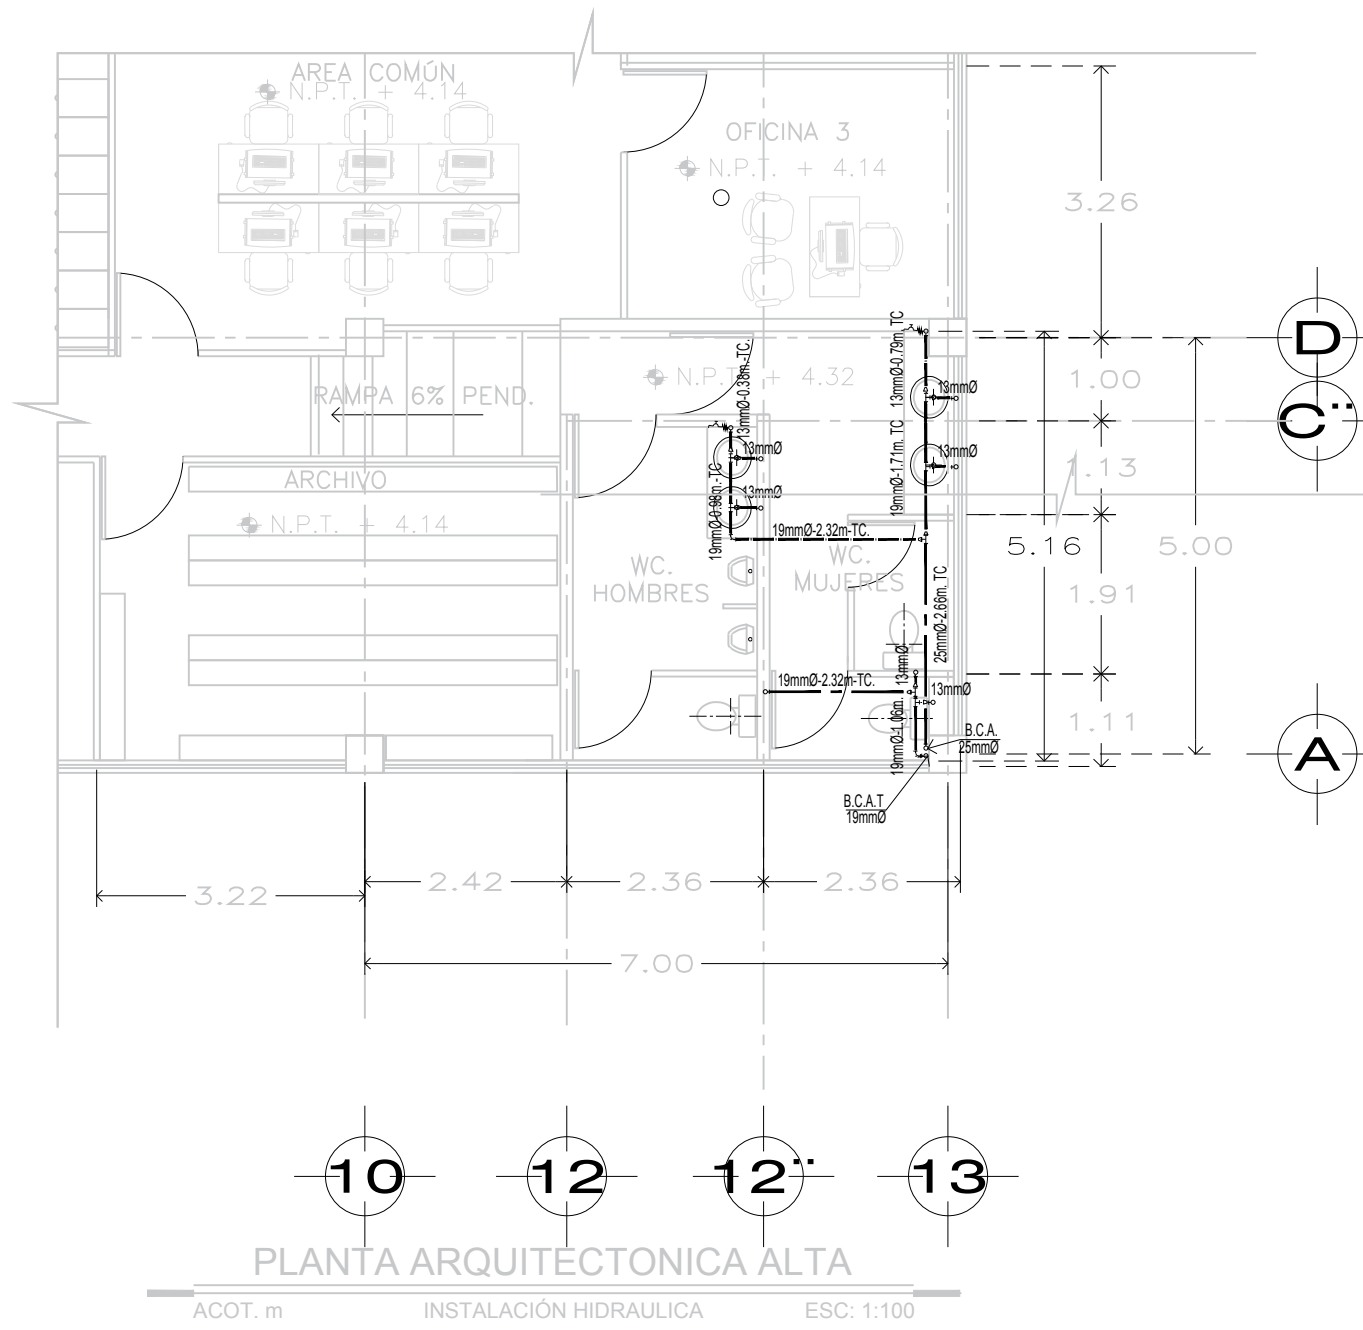 AREA COMÚN
N.P.T. + 4.14
OFICINA 3
N.P.T. + 4.14
3.26
D
RAMPA 6% PEND.
N.P.T. + 4.32
13mmØ-0.38m.-TC.
13mmØ-0.79m. TC
13mmØ
1.00
C¨
ARCHIVO
N.P.T. + 4.14
13mmØ
13mmØ
19mmØ-0.98m.-TC
19mmØ-1.71m. TC
13mmØ
1.13
19mmØ-2.32m-TC.
5.16
5.00
WC.
HOMBRES
WC.
MUJERES
25mmØ-2.66m. TC
1.91
19mmØ-2.32m-TC.
13mmØ
13mmØ
19mmØ-1.06m.
1.11
B.C.A.
25mmØ
A
B.C.A.T
19mmØ
3.22
2.42
2.36
2.36
7.00
10
12
12¨
13
PLANTA ARQUITECTONICA ALTA
ACOT. m
INSTALACIÓN HIDRAULICA
ESC: 1:100